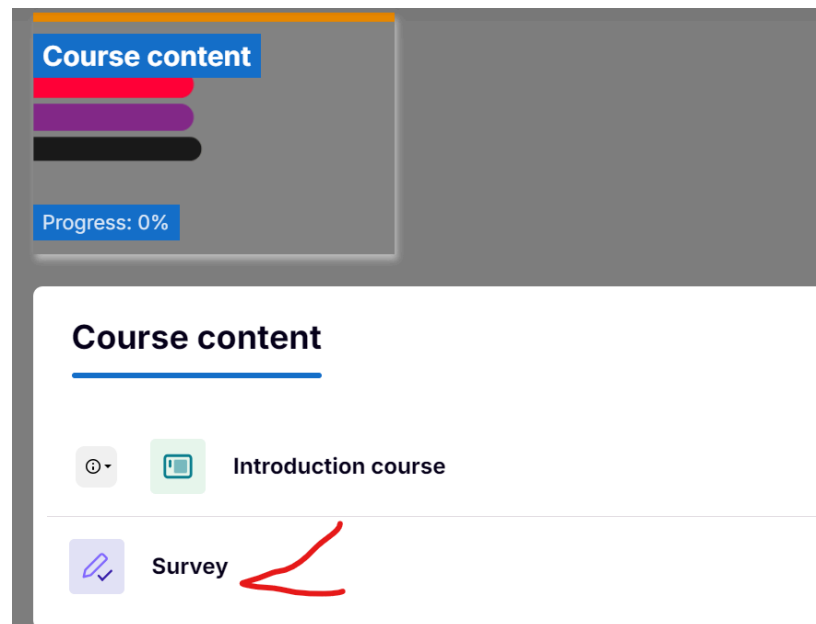 Course content
Progress: 0%
Course content
Introduction course
Survey